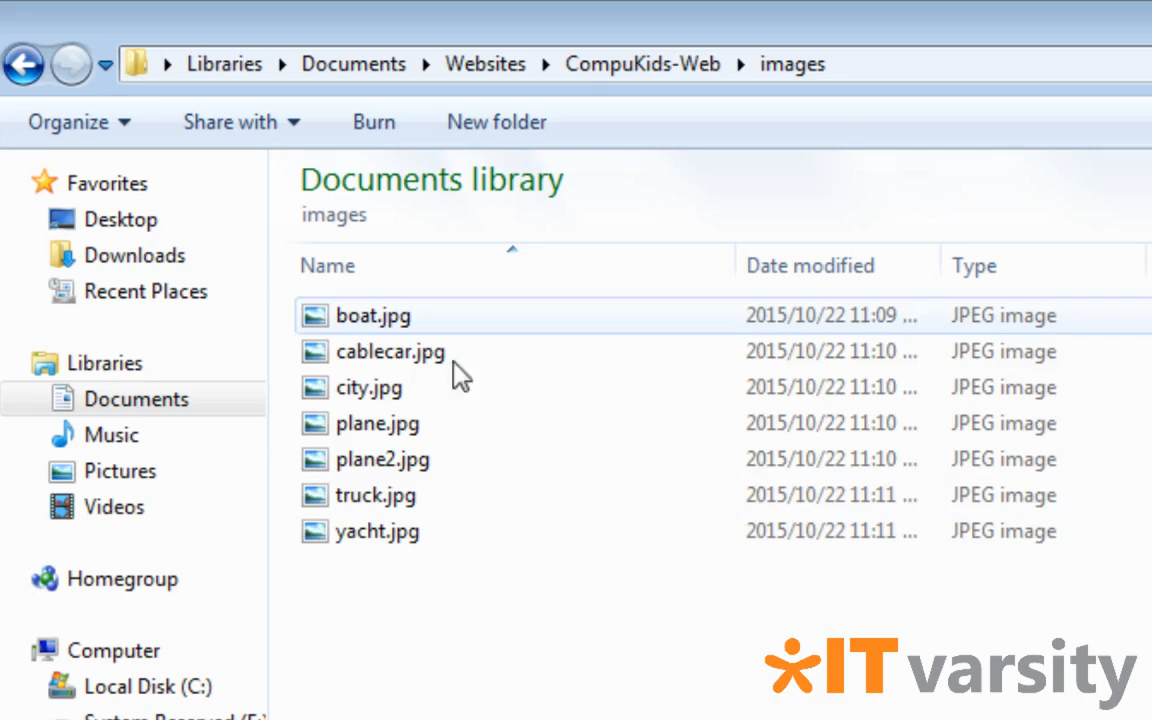 Libraries Documents Websites CompuKids-Web images
Organize Share with Burn New folder
Favorites
Desktop
Downloads
Recent Places
Libraries
Documents
Music
Pictures
Videos
Homegroup
Computer
Local Disk (C:)
Documents library
images
Name Date modified Type
boat.jpg 2015/10/22 11:09 ... JPEG image
cablecar.jpg 2015/10/22 11:10 ... JPEG image
city.jpg 2015/10/22 11:10 ... JPEG image
plane.jpg 2015/10/22 11:10 ... JPEG image
plane2.jpg 2015/10/22 11:10 ... JPEG image
truck.jpg 2015/10/22 11:11 ... JPEG image
yacht.jpg 2015/10/22 11:11 ... JPEG image
IT varsity